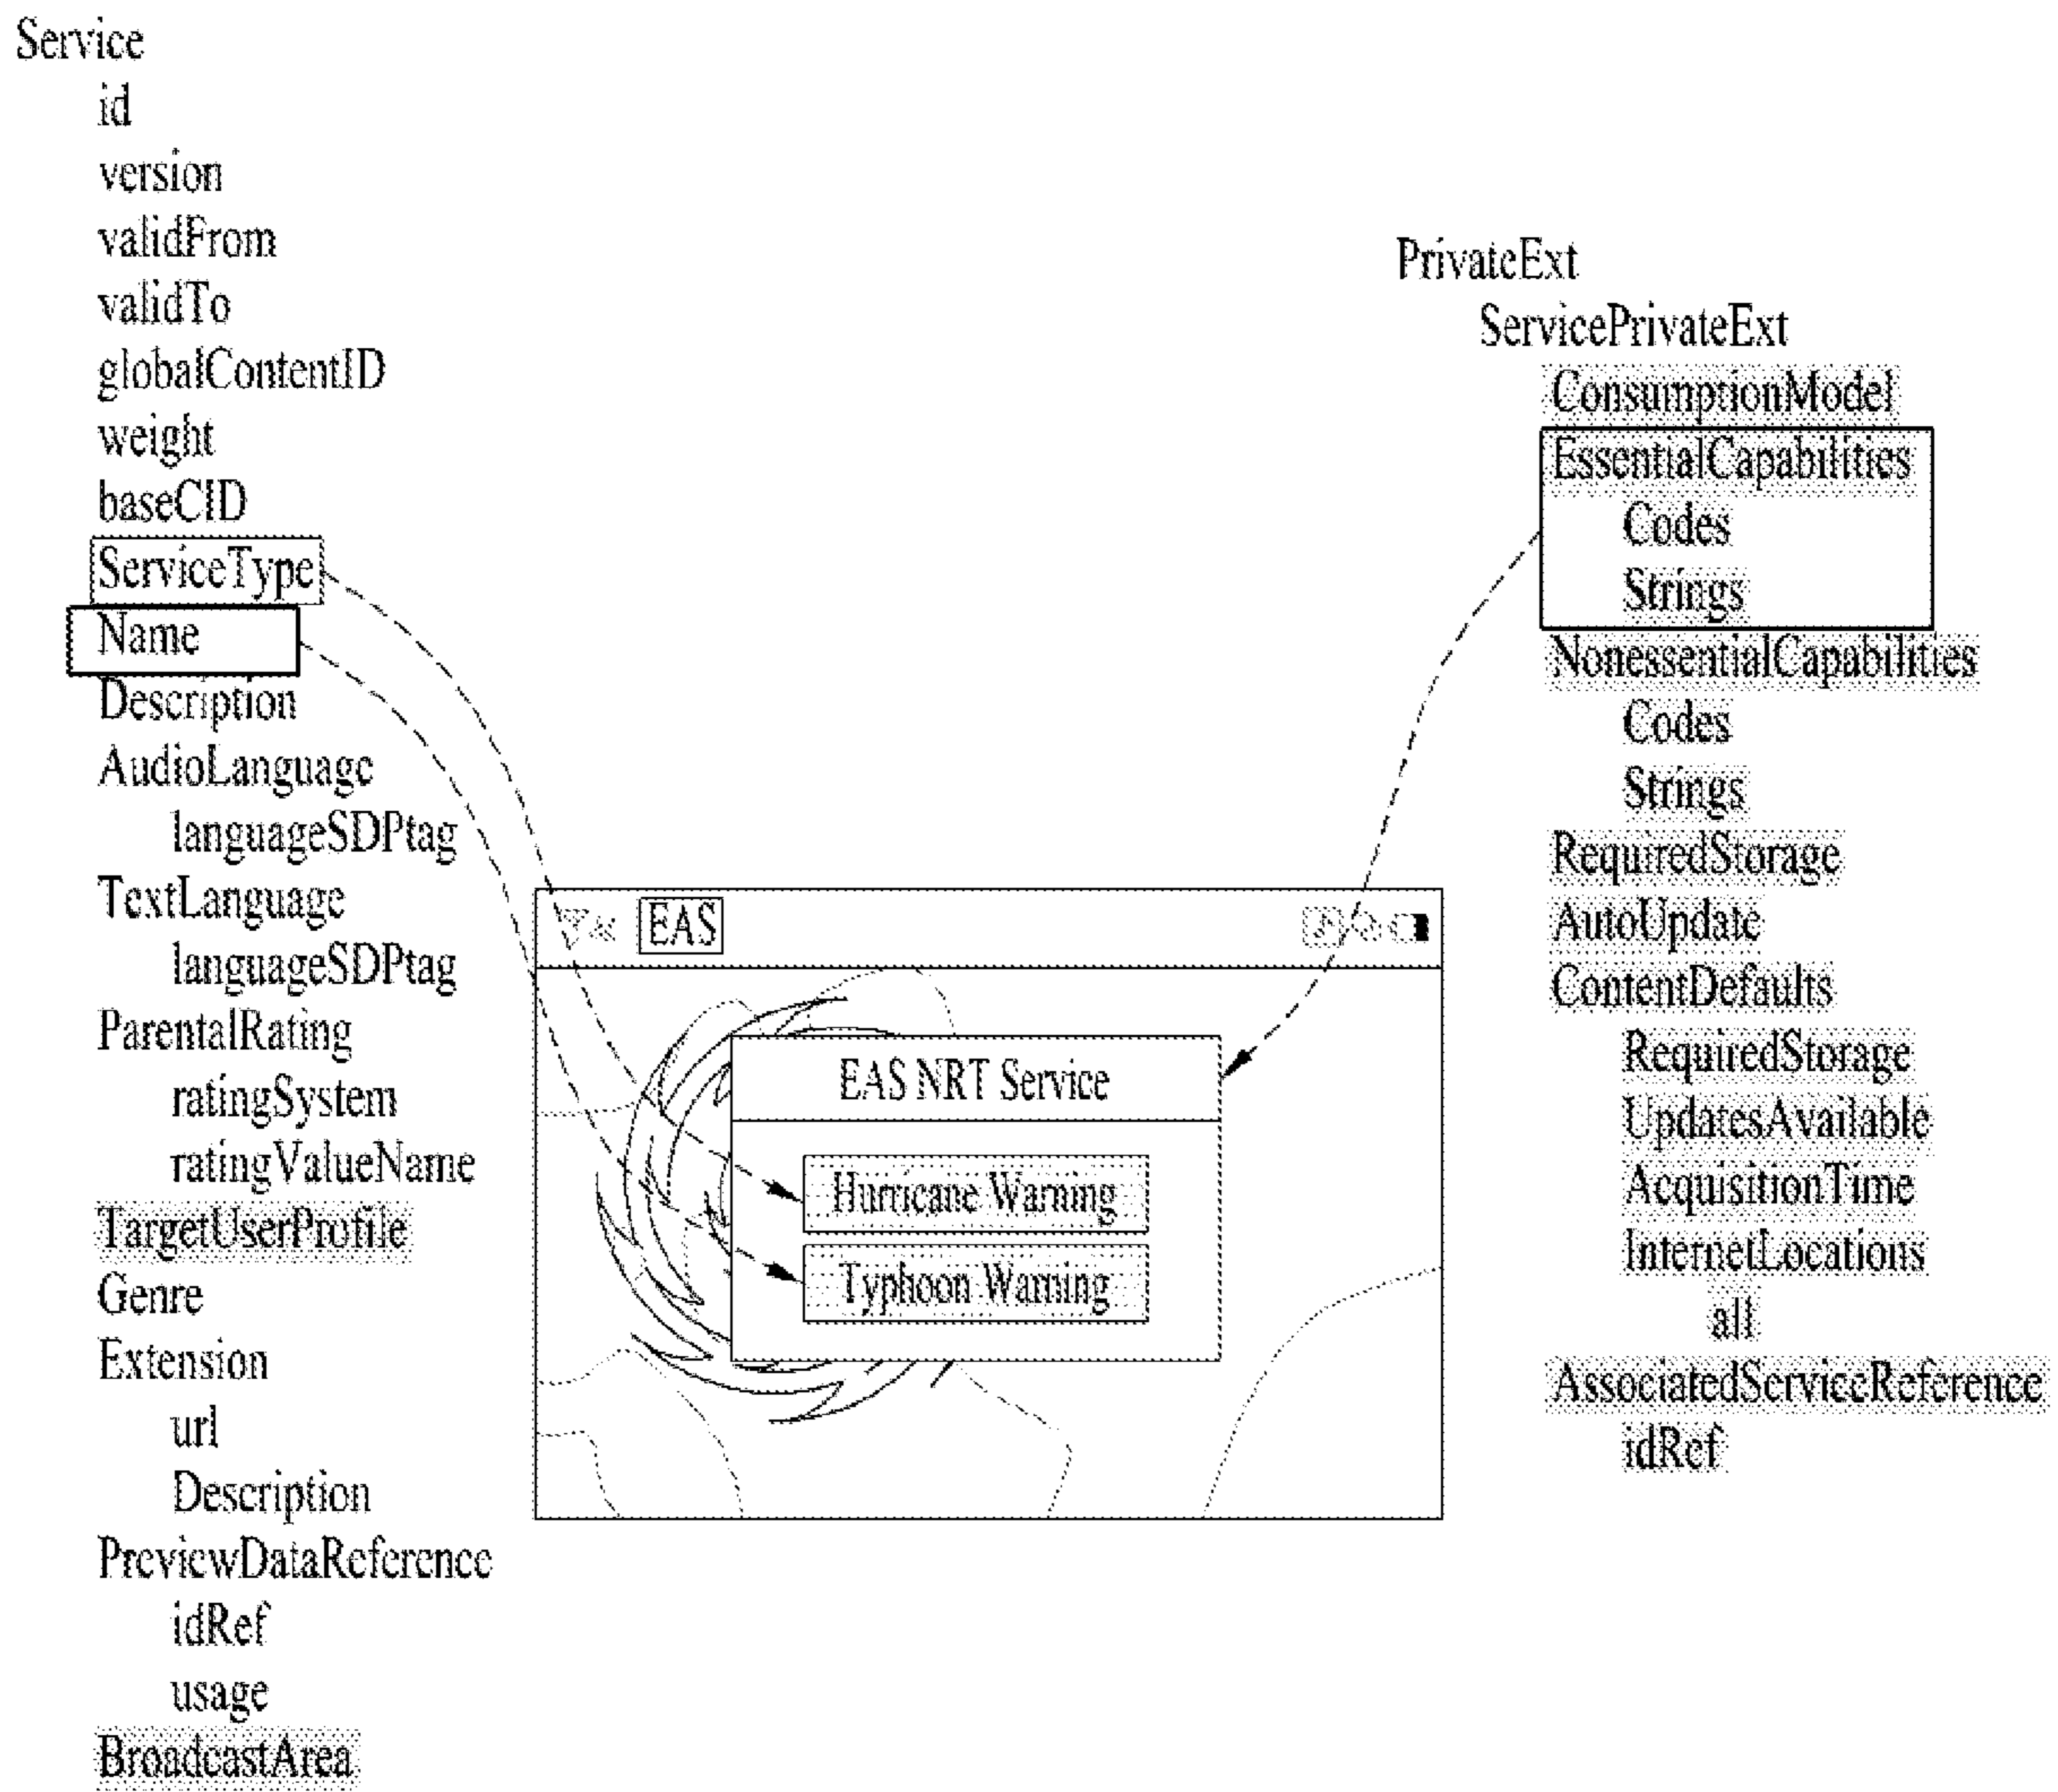 Service
id
version
validFrom
validTo
globalContentID
weight
baseCID
ServiceType
Name
Description
AudioLanguage
languageSDPtag
TextLanguage
languageSDPtag
ParentalRating
ratingSystem
ratingValueName
TargetUserProfile
Genre
Extension
url
Description
PreviewDataReference
idRef
usage
BroadcastArea
EAS
EAS NRT Service
Hurricane Warning
Typhoon Warning
PrivateExt
ServicePrivateExt
ConsumptionModel
EssentialCapabilities
Codes
Strings
NonessentialCapabilities
Codes
Strings
RequiredStorage
AutoUpdate
ContentDefaults
RequiredStorage
UpdatesAvailable
AcquisitionTime
InternetLocations
all
AssociatedServiceReference
idRef